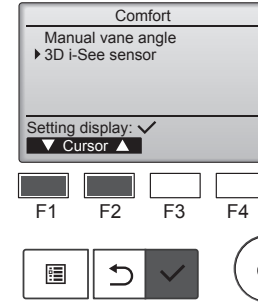 Comfort
Manual vane angle
3D i-See sensor
Setting display: ✓
▼ Cursor ▲
F1 F2 F3 F4